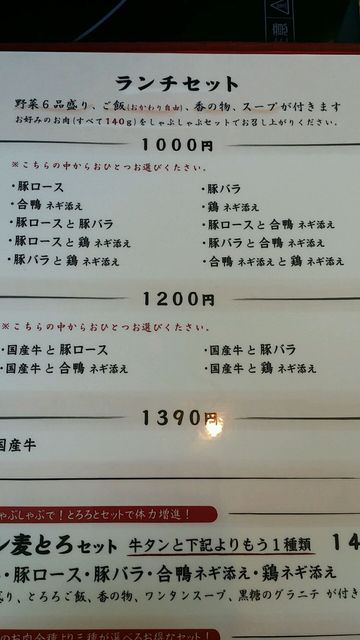 ランチセット
野菜6品盛り、ご飯(おかわり自由)、香の物、スープが付きます
お好みのお肉(すべて140g)をしゃぶしゃぶセットでお召し上がりください。
1000円
※こちらの中からおひとつお選びください。
・豚ロース ・豚バラ
・合鴨 ネギ添え ・鶏 ネギ添え
・豚ロースと豚バラ ・豚ロースと合鴨 ネギ添え
・豚ロースと鶏 ネギ添え ・豚バラと合鴨 ネギ添え
・豚バラと鶏 ネギ添え ・合鴨 ネギ添えと鶏 ネギ添え
1200円
※こちらの中からおひとつお選びください。
・国産牛と豚ロース ・国産牛と豚バラ
・国産牛と合鴨 ネギ添え ・国産牛と鶏 ネギ添え
1390円
国産牛
ゃぶしゃぶで!とろろとセットで体力増進!
ン麦とろセット 牛タンと下記よりもう1種類 14
・豚ロース・豚バラ・合鴨ネギ添え・鶏ネギ添え
り、とろろご飯、香の物、ワンタンスープ、黒糖のグラニテ が付き